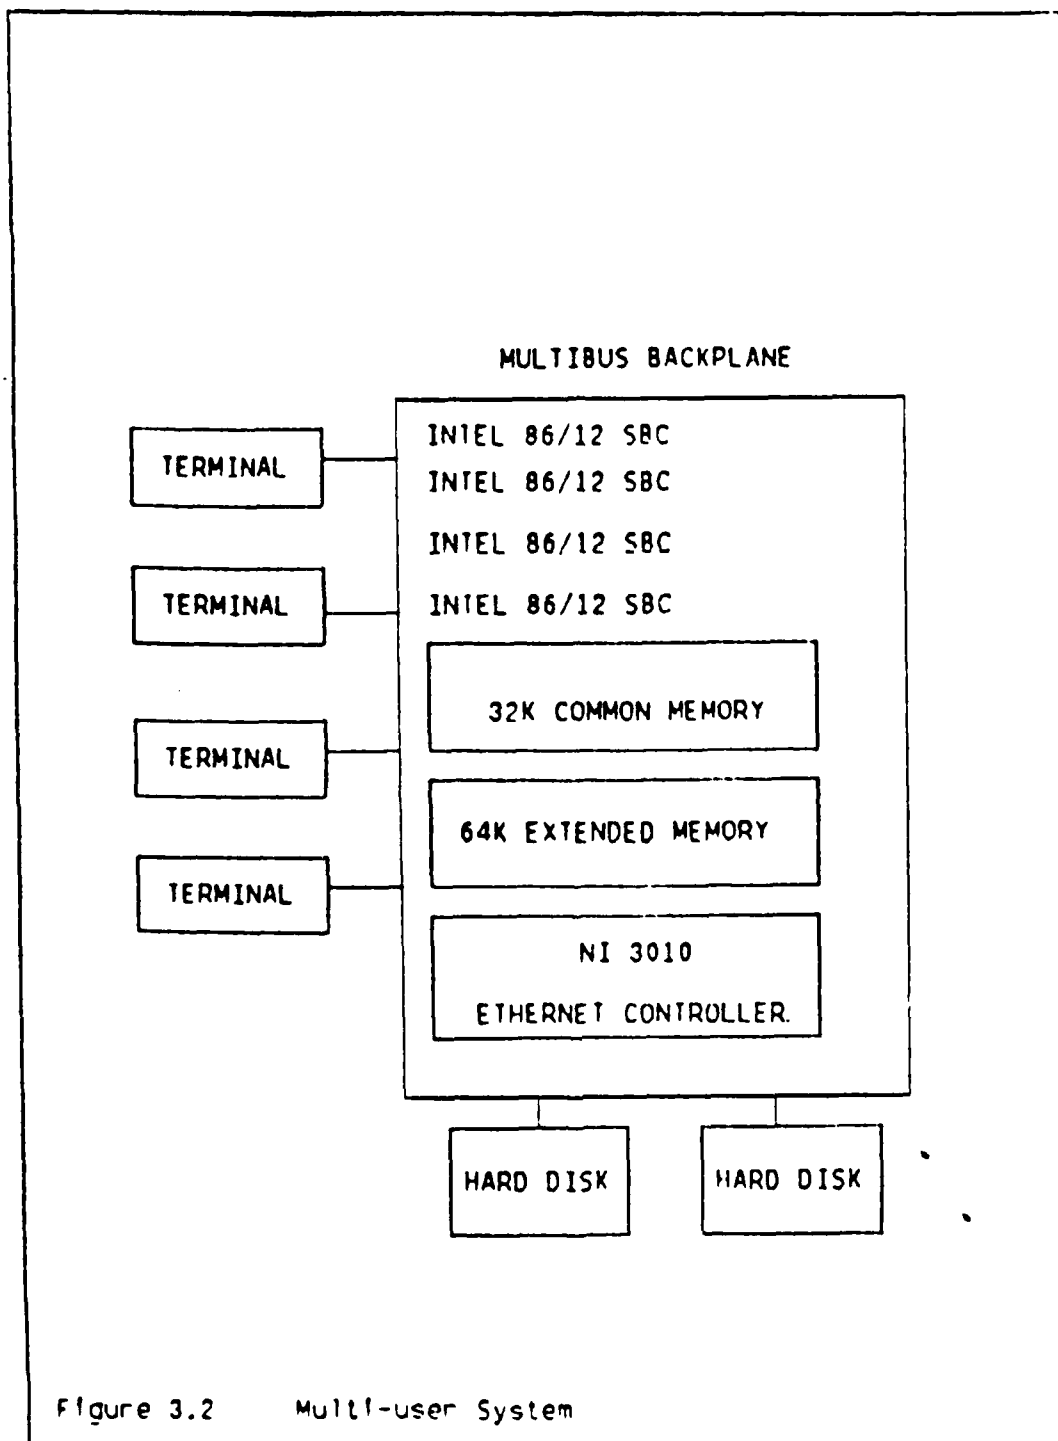 MULTIBUS BACKPLANE
TERMINAL
TERMINAL
TERMINAL
TERMINAL
INTEL 86/12 SBC
INTEL 86/12 SBC
INTEL 86/12 SBC
INTEL 86/12 SBC
32K COMMON MEMORY
64K EXTENDED MEMORY
NI 3010
ETHERNET CONTROLLER.
HARD DISK
HARD DISK
Figure 3.2 Multi-user System